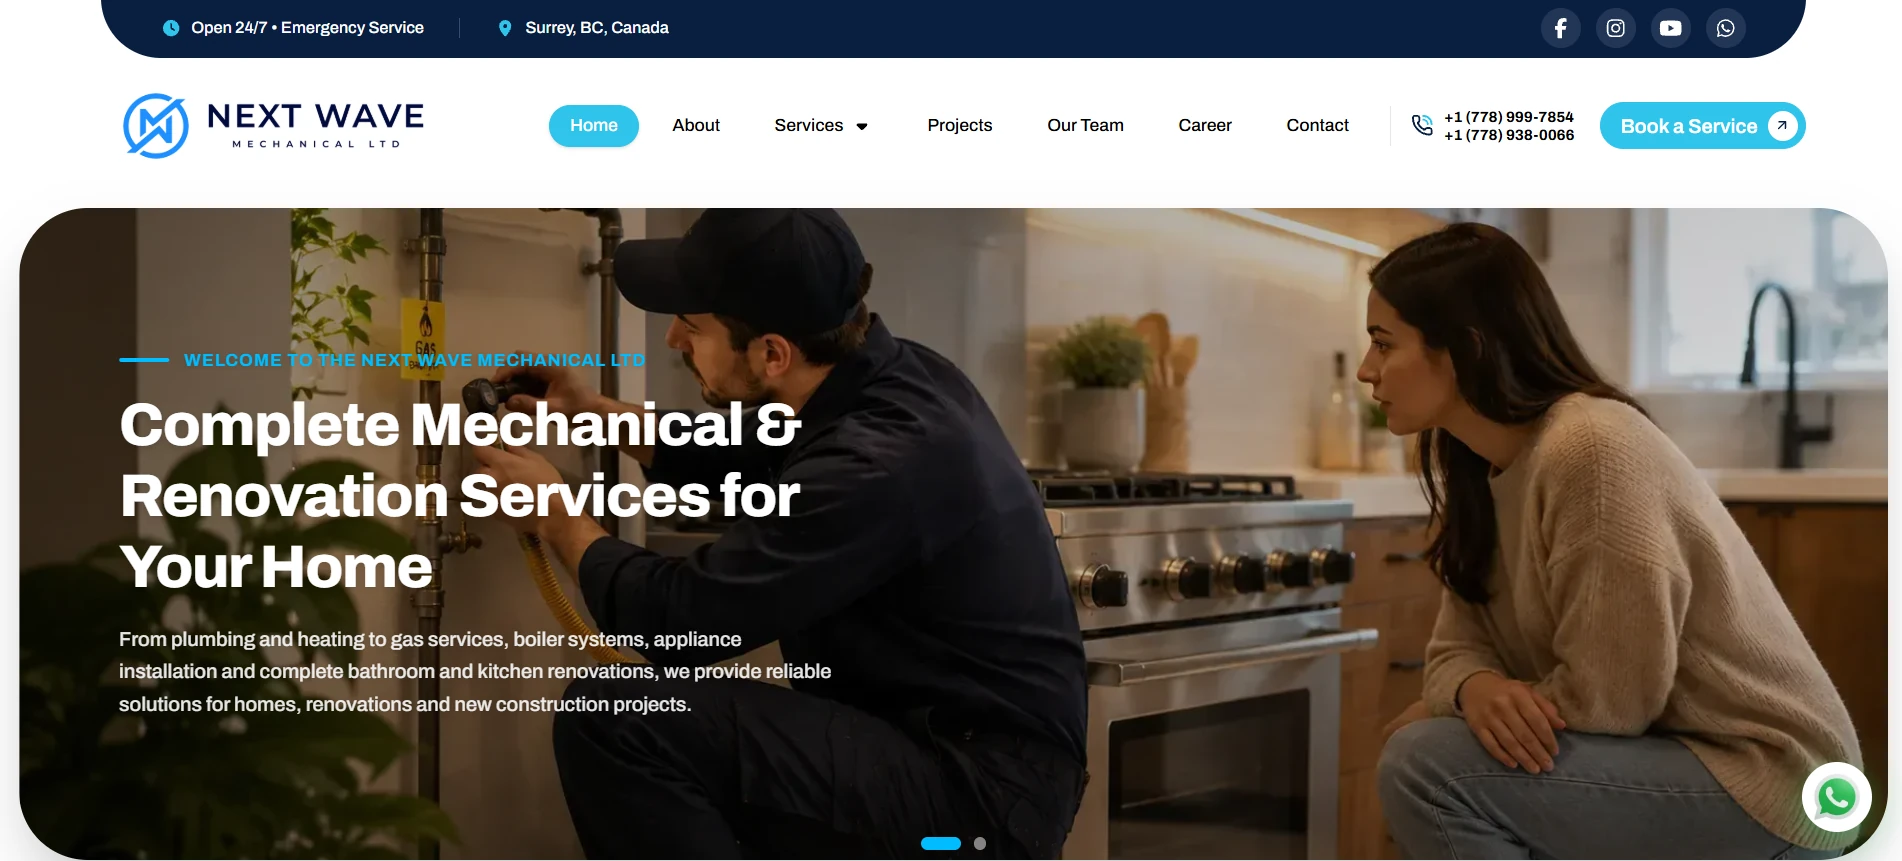 Open 24/7 • Emergency Service
Surrey, BC, Canada
NEXT WAVE
MECHANICAL LTD
Home
About
Services
Projects
Our Team
Career
Contact
+1 (778) 999-7854
+1 (778) 938-0066
Book a Service
GAS
WELCOME TO THE NEXT WAVE MECHANICAL LTD
Complete Mechanical &
Renovation Services for
Your Home
From plumbing and heating to gas services, boiler systems, appliance
installation and complete bathroom and kitchen renovations, we provide reliable
solutions for homes, renovations and new construction projects.